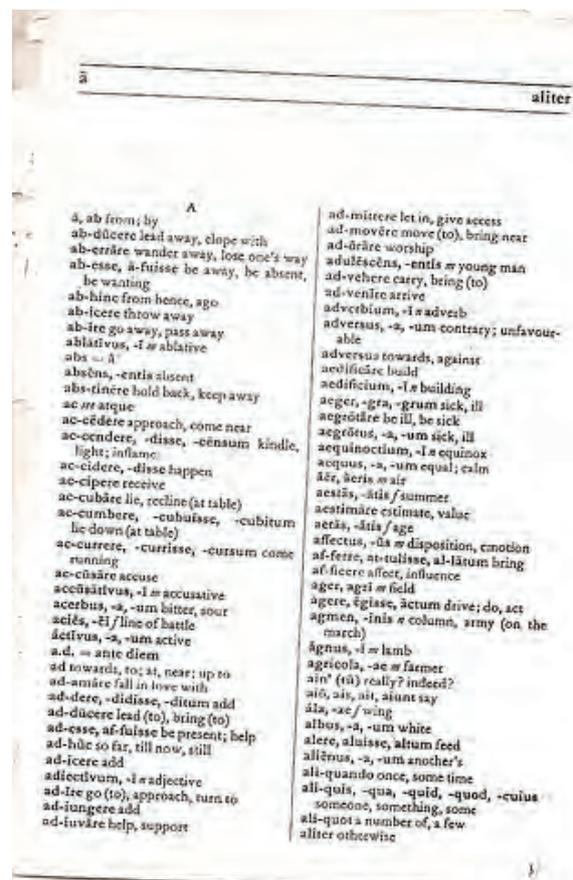 ā
aliter
A
ā, ab from; by
ab-dūcere lead away, elope with
ab-errāre wander away, lose one's way
ab-esse, ā-fuisse be away, be absent,
be wanting
ab-hinc from hence, ago
ab-icere throw away
ab-īre go away, pass away
ablātīvus, -ī m ablative
abs = ā
absēns, -entis absent
abs-tinēre hold back, keep away
ac atque
ac-cēdere approach, come near
ac-cendere, -disse, -cēnsum kindle,
light; inflame
ac-cidere, -disse happen
ac-cipere receive
ac-cubāre lie, recline (at table)
ac-cumbere, -cubuisse, -cubitum
lie down (at table)
ac-currere, -currisse, -cursum come
running
ac-cūsāre accuse
accūsātīvus, -ī m accusative
acerbus, -a, -um bitter, sour
aciēs, -ēī f line of battle
āctīvus, -a, -um active
a.d. = ante diem
ad towards, to; at, near; up to
ad-amāre fall in love with
ad-dere, -didisse, -ditum add
ad-dūcere lead (to), bring (to)
ad-esse, af-fuisse be present; help
ad-hūc so far, till now, still
ad-icere add
adiectīvum, -ī n adjective
ad-īre go (to), approach, turn to
ad-iungere add
ad-iuvāre help, support
ad-mittere let in, give access
ad-movēre move (to), bring near
ad-ōrāre worship
adulēscēns, -entis m young man
ad-vehere carry, bring (to)
ad-venīre arrive
adverbium, -ī n adverb
adversus, -a, -um contrary; unfavour-
able
adversus towards, against
aedificāre build
aedificium, -ī n building
aeger, -gra, -grum sick, ill
aegrōtāre be ill, be sick
aegrōtus, -a, -um sick, ill
aequinoctium, -ī n equinox
aequus, -a, -um equal; calm
āēr, āeris m air
aestās, -ātis f summer
aestimāre estimate, value
aetās, -ātis f age
affectus, -ūs m disposition, emotion
af-ferre, at-tulisse, al-lātum bring
af-ficere affect, influence
ager, agrī m field
agere, ēgisse, āctum drive; do, act
agmen, -inis n column, army (on the
march)
agnus, -ī m lamb
agricola, -ae m farmer
ain' (tū) really? indeed?
aiō, ais, ait, aiunt say
āla, -ae f wing
albus, -a, -um white
alere, aluisse, altum feed
aliēnus, -a, -um another's
ali-quandō once, some time
ali-quis, -qua, -quid, -quod, -cuius
someone, something, some
ali-quot a number of, a few
aliter otherwise